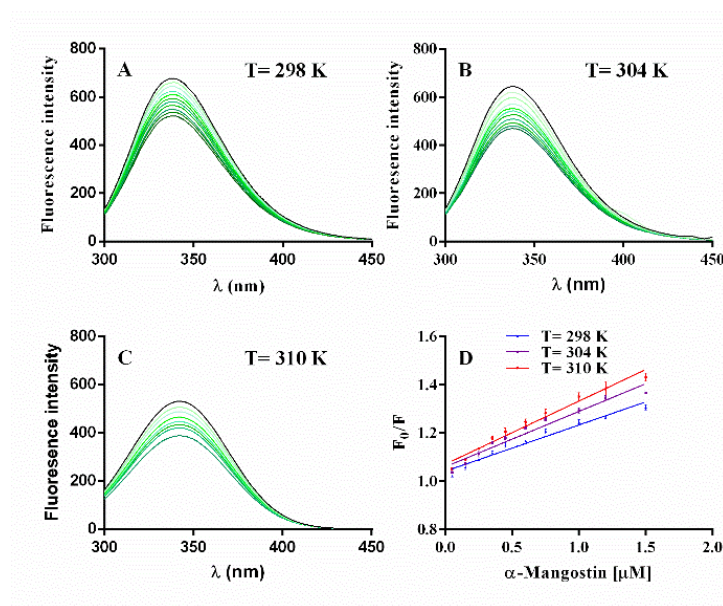 A
T= 298 K
Fluorescence intensity
800
600
400
200
0
300
350
400
450
λ (nm)
B
T= 304 K
Fluorescence intensity
800
600
400
200
0
300
350
400
450
λ (nm)
C
T= 310 K
Fluoresence intensity
800
600
400
200
0
300
350
400
450
λ (nm)
D
T= 298 K
T= 304 K
T= 310 K
F0/F
1.6
1.4
1.2
1.0
0.8
0.0
0.5
1.0
1.5
2.0
α-Mangostin [μM]